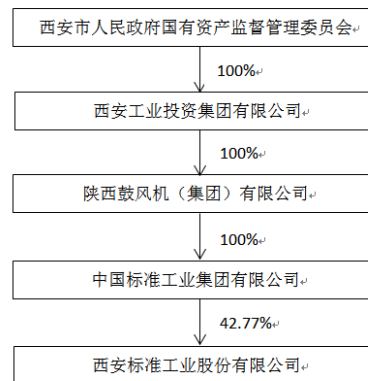 西安市人民政府国有资产监督管理委员会
100%
西安工业投资集团有限公司
100%
陕西鼓风机（集团）有限公司
100%
中国标准工业集团有限公司
42.77%
西安标准工业股份有限公司